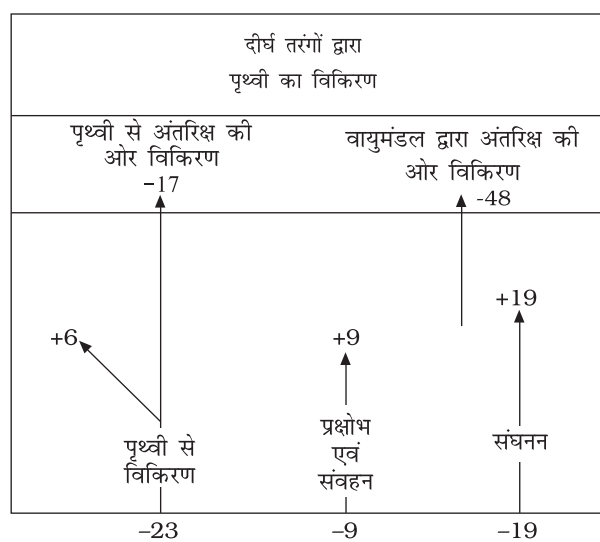 दीर्घ तरंगों द्वारा
पृथ्वी का विकिरण
पृथ्वी से अंतरिक्ष की
ओर विकिरण
–17
वायुमंडल द्वारा अंतरिक्ष की
ओर विकिरण
-48
+6
+9
+19
पृथ्वी से
विकिरण
प्रक्षोभ
एवं
संवहन
संघनन
–23
–9
–19